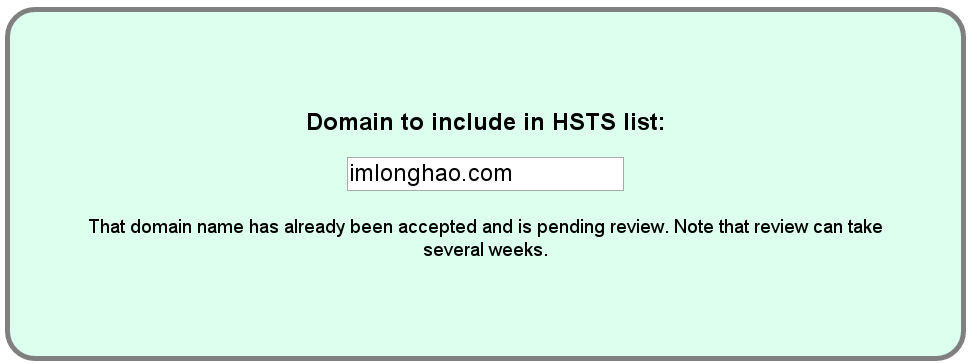 Domain to include in HSTS list:
imlonghao.com
That domain name has already been accepted and is pending review. Note that review can take
several weeks.